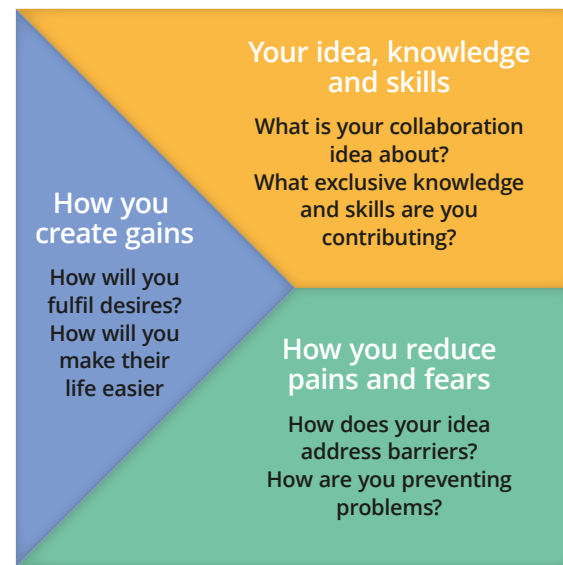 Your idea, knowledge
and skills
What is your collaboration
idea about?
What exclusive knowledge
and skills are you
contributing?
How you
create gains
How will you
fulfil desires?
How will you
make their
life easier
How you reduce
pains and fears
How does your idea
address barriers?
How are you preventing
problems?